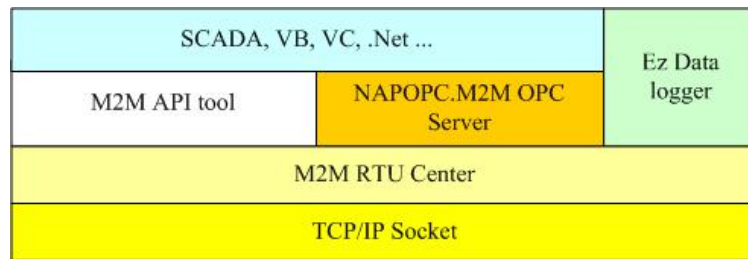 SCADA, VB, VC, .Net ...
Ez Data
logger
M2M API tool
NAPOPC.M2M OPC
Server
M2M RTU Center
TCP/IP Socket